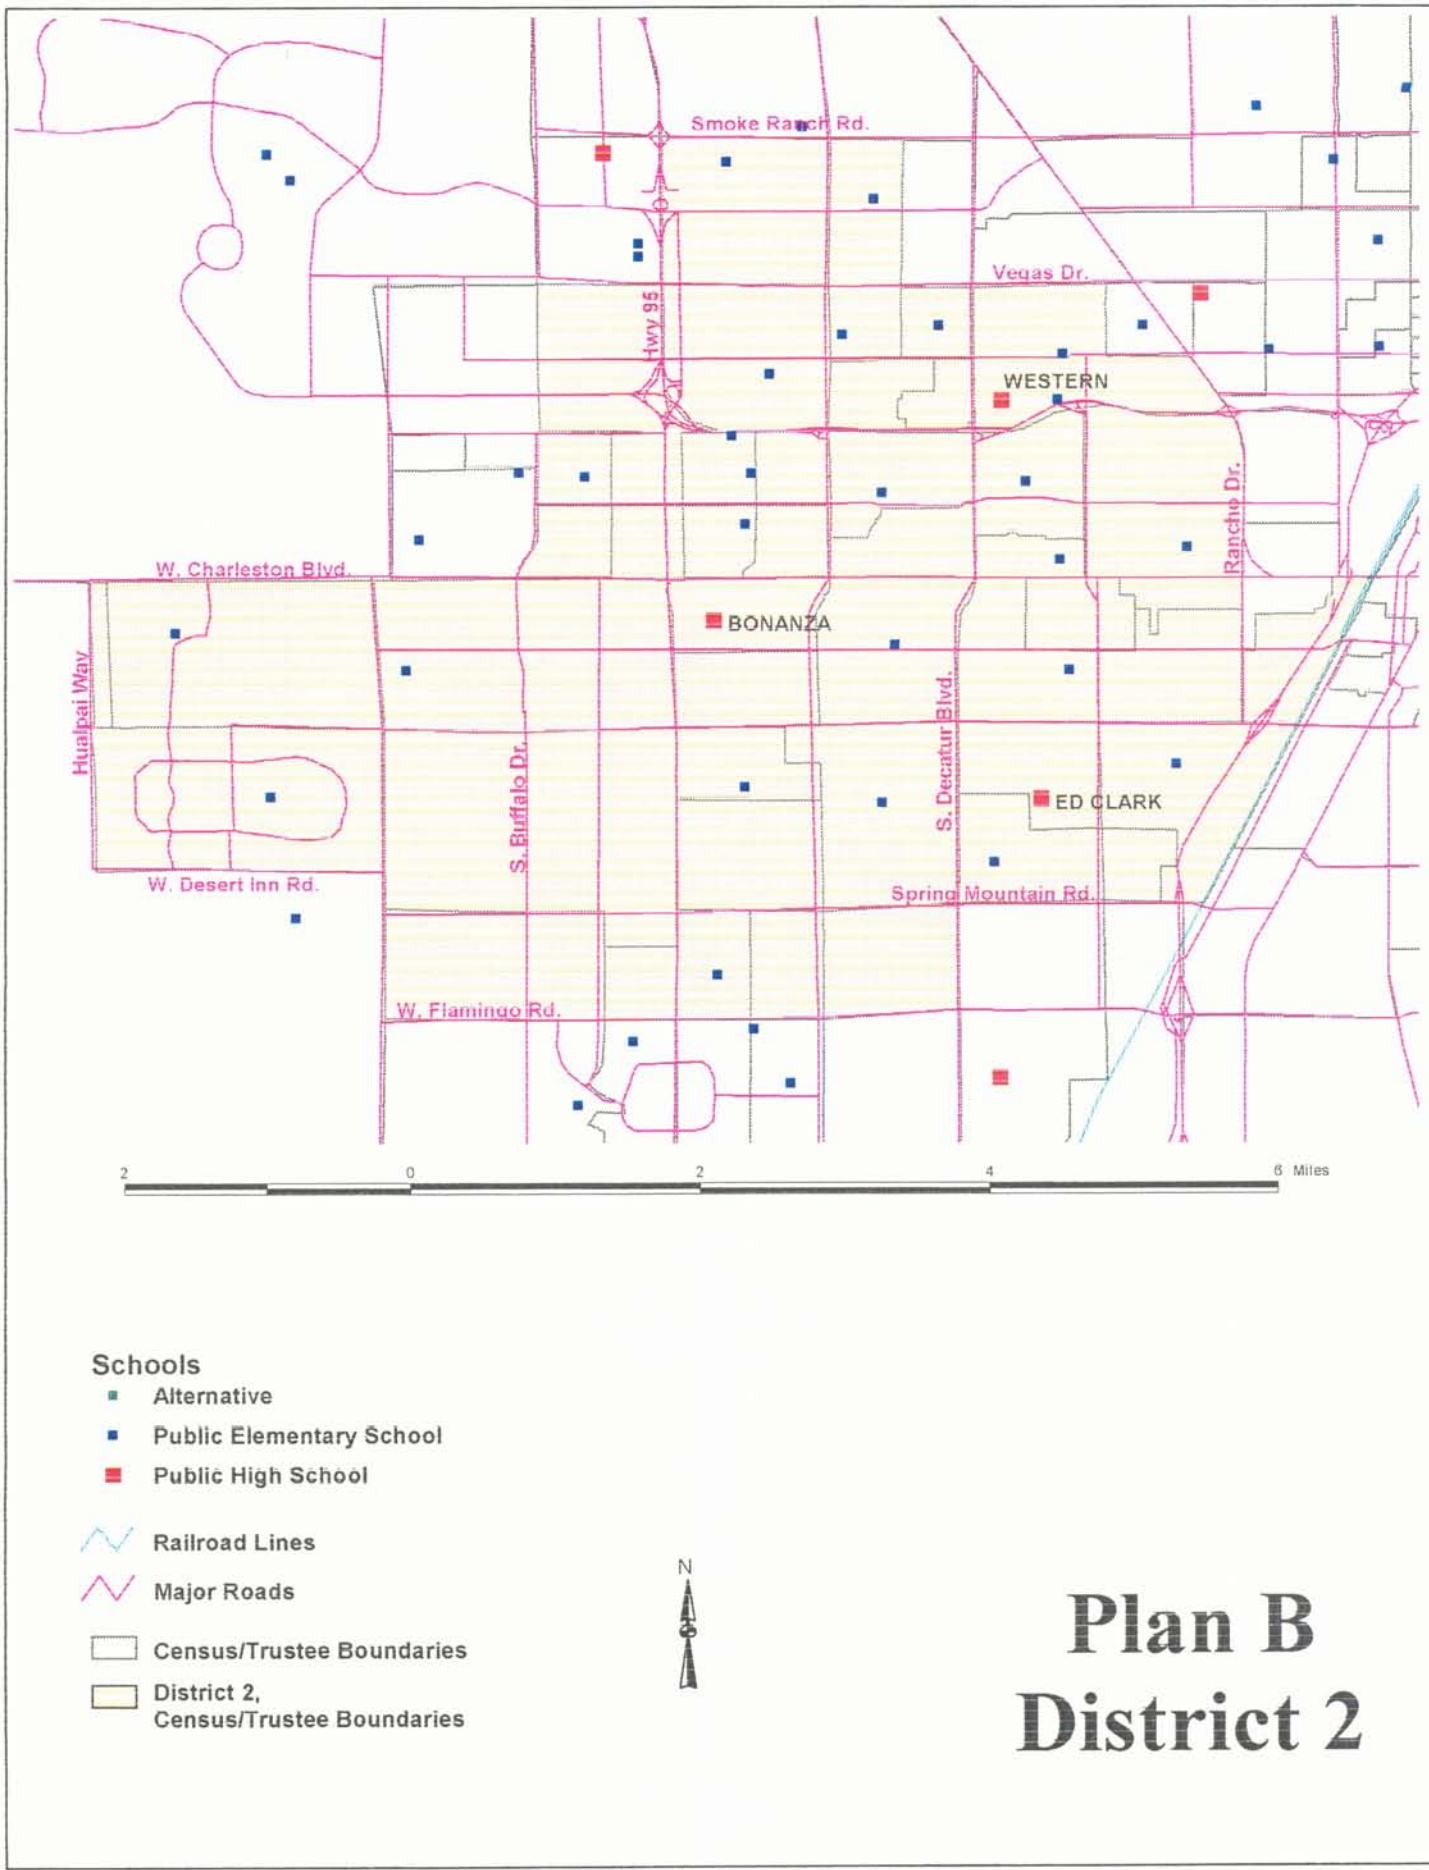 Smoke Ranch Rd.
Vegas Dr.
Hwy 95
WESTERN
Rancho Dr.
W. Charleston Blvd.
BONANZA
Hualpai Way
S. Buffalo Dr.
S. Decatur Blvd.
ED CLARK
W. Desert Inn Rd.
Spring Mountain Rd.
W. Flamingo Rd.
2 0 2 4 6 Miles
Schools
Alternative
Public Elementary School
Public High School
Railroad Lines
Major Roads
Census/Trustee Boundaries
District 2,
Census/Trustee Boundaries
N
Plan B
District 2